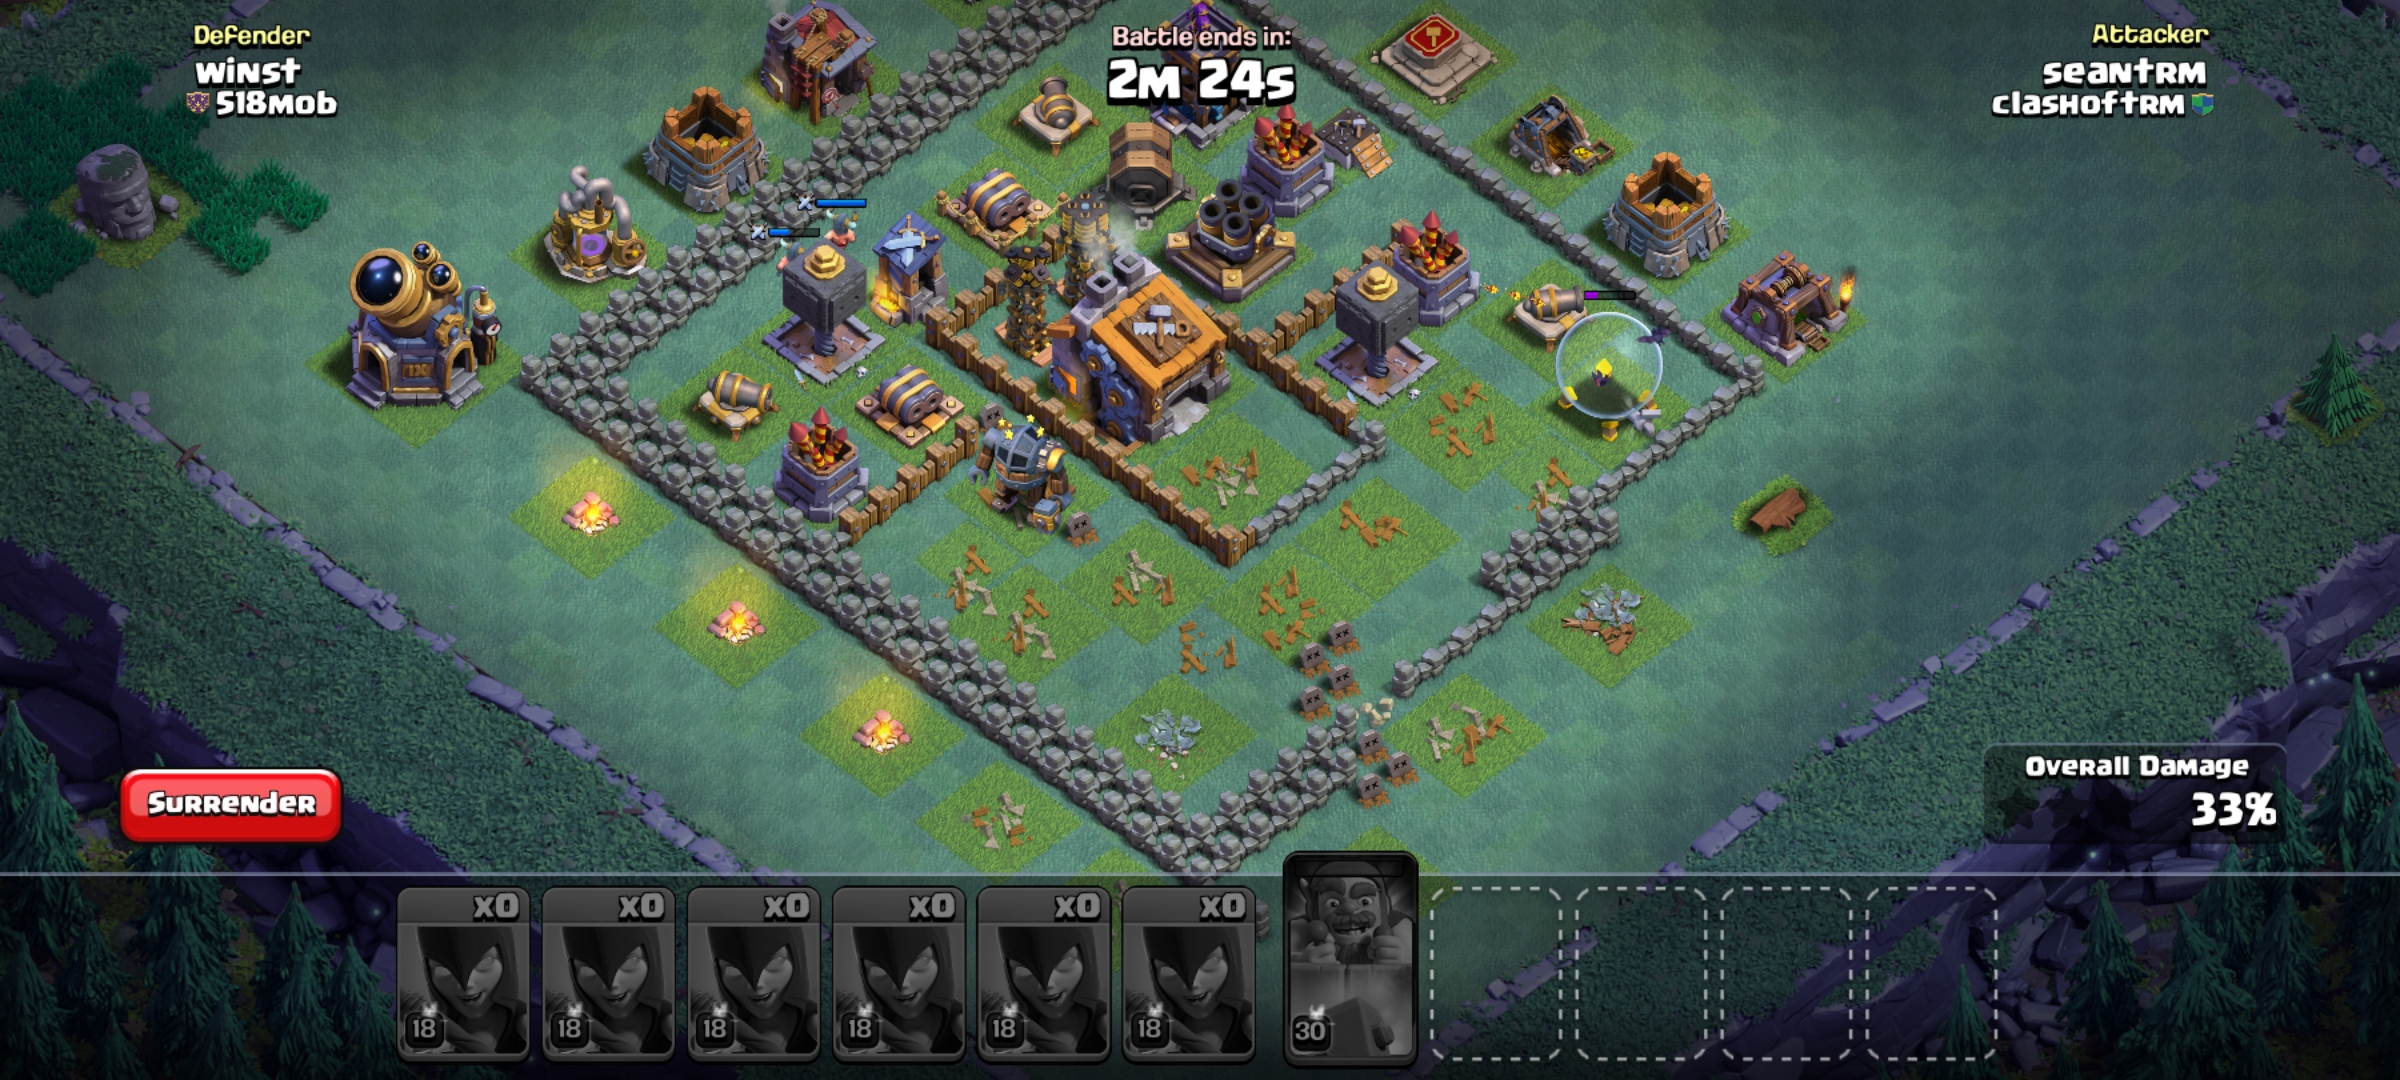 Defender
winst
518mob
Battle ends in:
2m 24s
Attacker
seantrm
clashoftrm
IX
Surrender
Overall Damage
33%
x0
x0
x0
x0
x0
x0
18
18
18
18
18
18
30